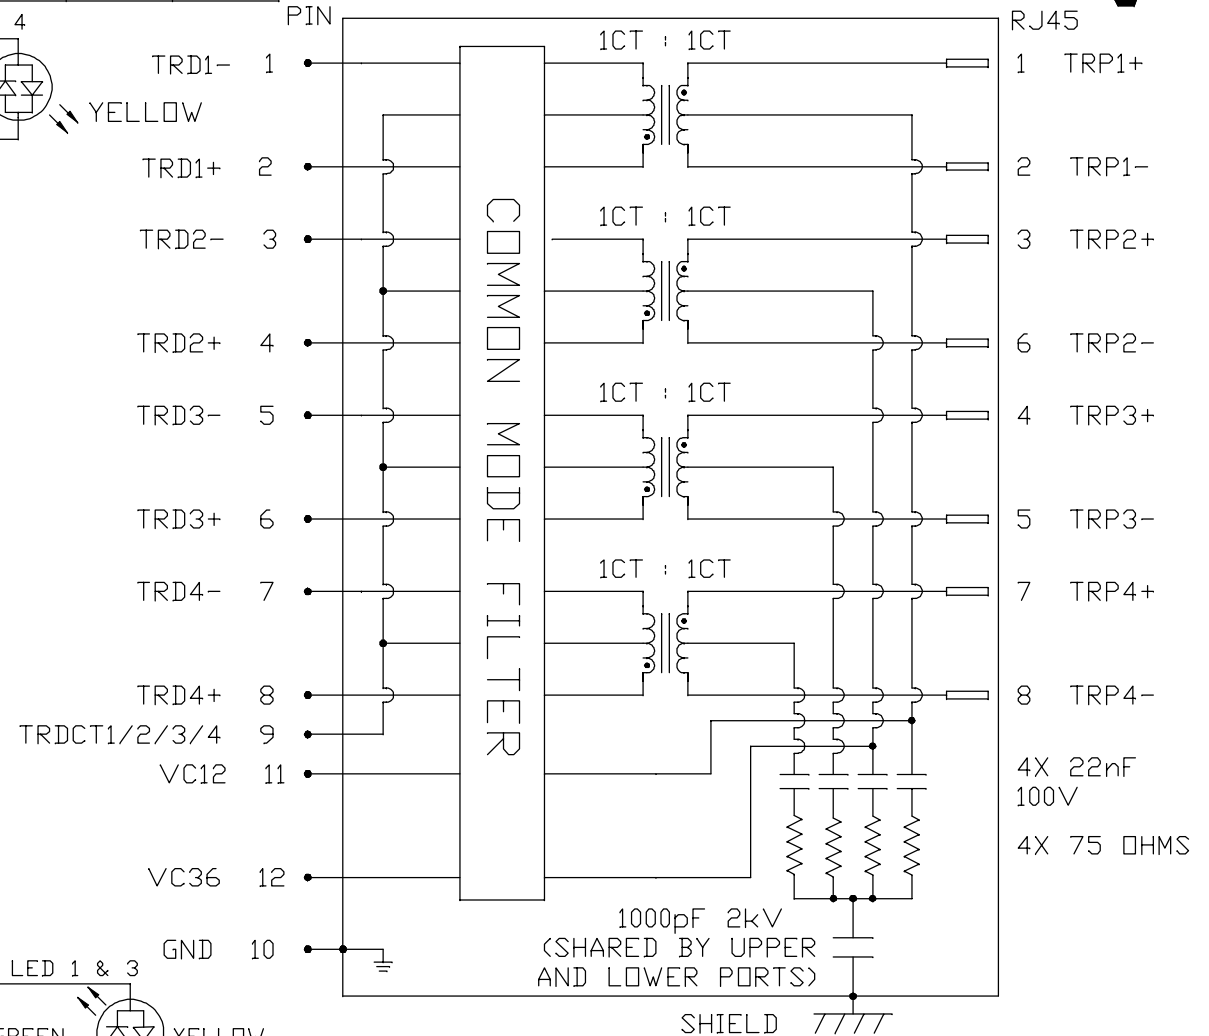 PIN
RJ45
4
1CT : 1CT
TRD1- 1
1 TRP1+
YELLOW
TRD1+ 2
2 TRP1-
1CT : 1CT
TRD2- 3
3 TRP2+
TRD2+ 4
6 TRP2-
1CT : 1CT
TRD3- 5
4 TRP3+
TRD3+ 6
5 TRP3-
1CT : 1CT
TRD4- 7
7 TRP4+
TRD4+ 8
8 TRP4-
COMMON MODE FILTER
TRDCT1/2/3/4 9
VC12 11
4X 22nF
100V
4X 75 OHMS
VC36 12
1000pF 2kV
(SHARED BY UPPER
AND LOWER PORTS)
GND 10
LED 1 & 3
YELLOW
SHIELD